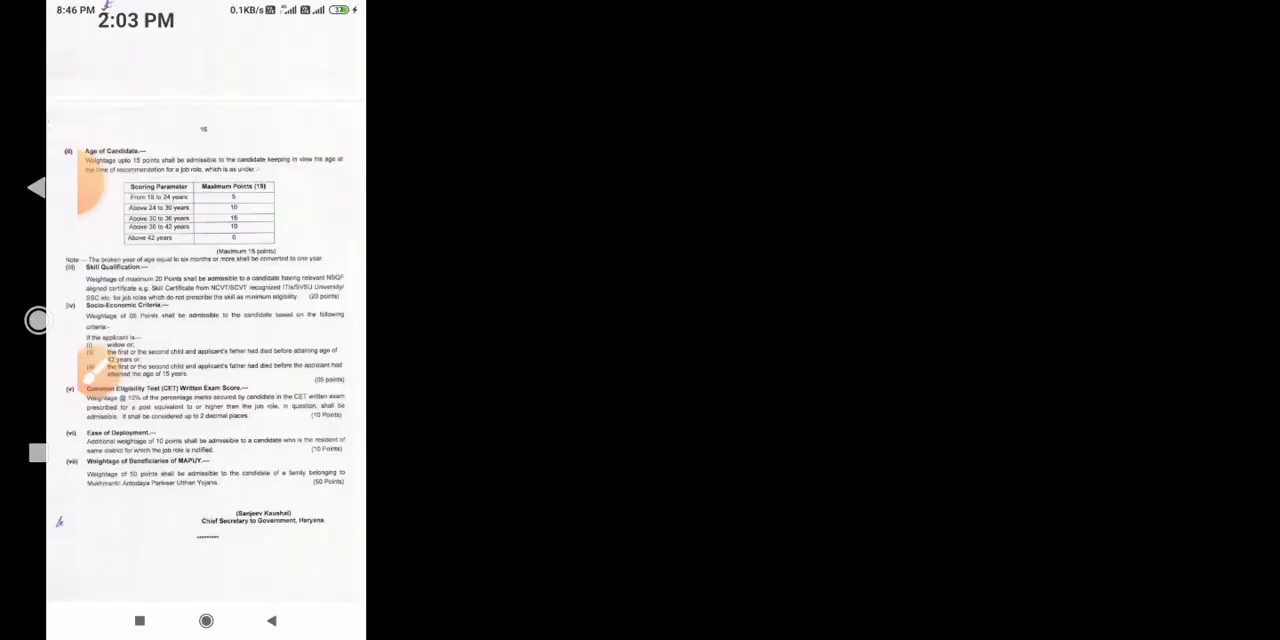 8:46 PM
2:03 PM
0.1KB/s
37
16
(ii) Age of Candidate.—
Weightage upto 15 points shall be admissible to the candidate keeping in view his age at
the time of recommendation for a job role, which is as under :-
Scoring Parameter Maximum Points (15)
From 18 to 24 years 5
Above 24 to 30 years 10
Above 30 to 36 years 15
Above 36 to 42 years 10
Above 42 years 0
(Maximum 15 points)
Note — The broken year of age equal to six months or more shall be converted to one year.
(iii) Skill Qualification.—
Weightage of maximum 20 Points shall be admissible to a candidate having relevant NSQF
aligned certificate e.g. Skill Certificate from NCVT/SCVT recognized ITIs/SVSU University/
SSC etc. for job roles which do not prescribe the skill as minimum eligibility. (20 points)
(iv) Socio-Economic Criteria.—
Weightage of 05 Points shall be admissible to the candidate based on the following
criteria:-
If the applicant is—
(i) widow or;
(ii) the first or the second child and applicant's father had died before attaining age of
42 years or;
(iii) the first or the second child and applicant's father had died before the applicant had
attained the age of 15 years.
(05 points)
(v) Common Eligibility Test (CET) Written Exam Score.—
Weightage @ 10% of the percentage marks secured by candidate in the CET written exam
prescribed for a post equivalent to or higher than the job role, in question, shall be
admissible. It shall be considered up to 2 decimal places. (10 Points)
(vi) Ease of Deployment.—
Additional weightage of 10 points shall be admissible to a candidate who is the resident of
same district for which the job role is notified. (10 Points)
(vii) Weightage of Beneficiaries of MAPUY.—
Weightage of 50 points shall be admissible to the candidate of a family belonging to
Mukhmantri Antodaya Parivaar Utthan Yojana. (50 Points)
(Sanjeev Kaushal)
Chief Secretary to Government, Haryana.